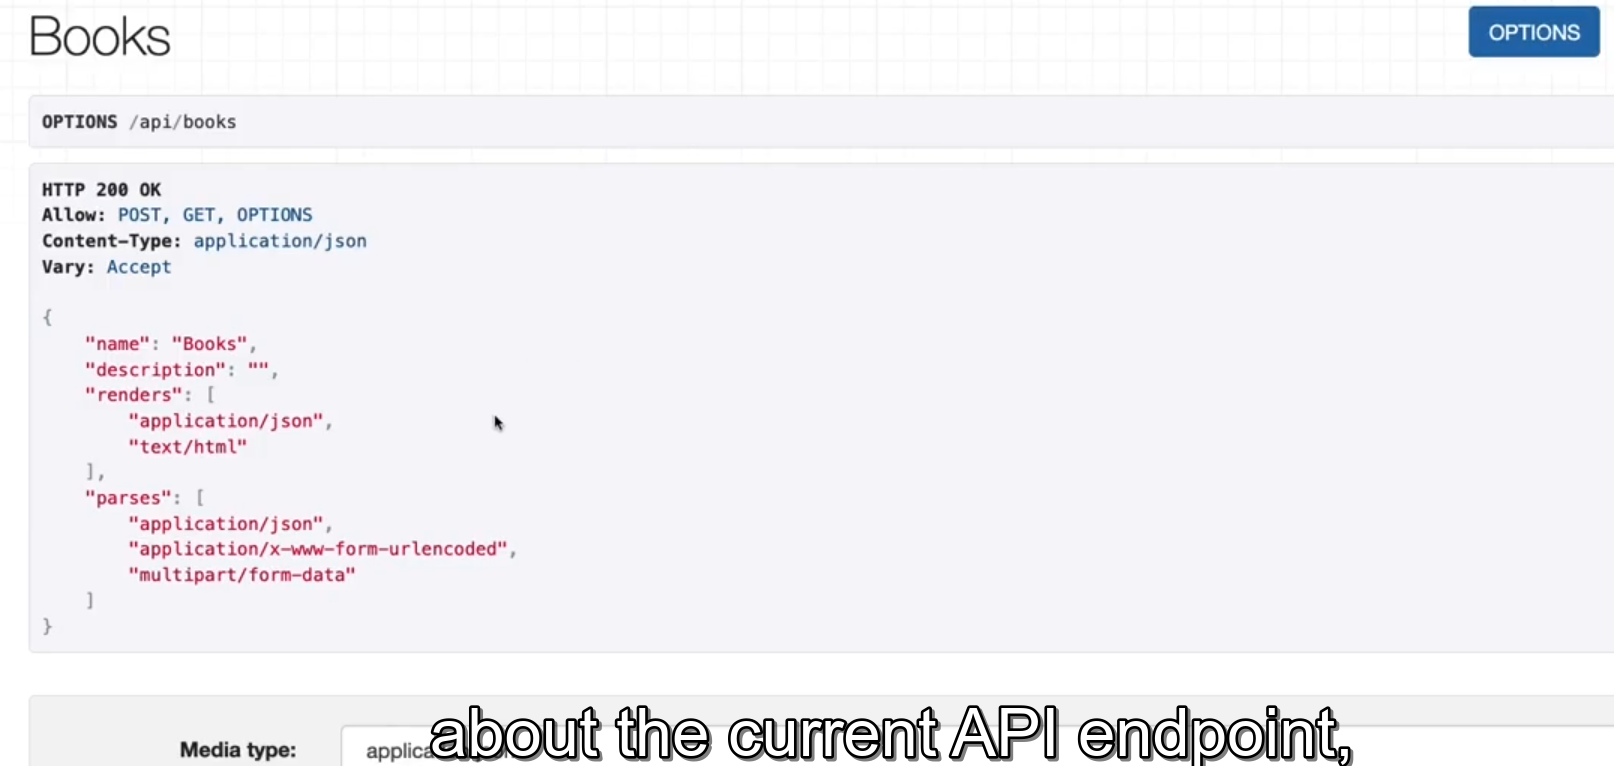 Books
OPTIONS
OPTIONS /api/books
HTTP 200 OK
Allow: POST, GET, OPTIONS
Content-Type: application/json
Vary: Accept
{
"name": "Books",
"description": "",
"renders": [
"application/json",
"text/html"
],
"parses": [
"application/json",
"application/x-www-form-urlencoded",
"multipart/form-data"
]
}
Media type:
about the current API endpoint,